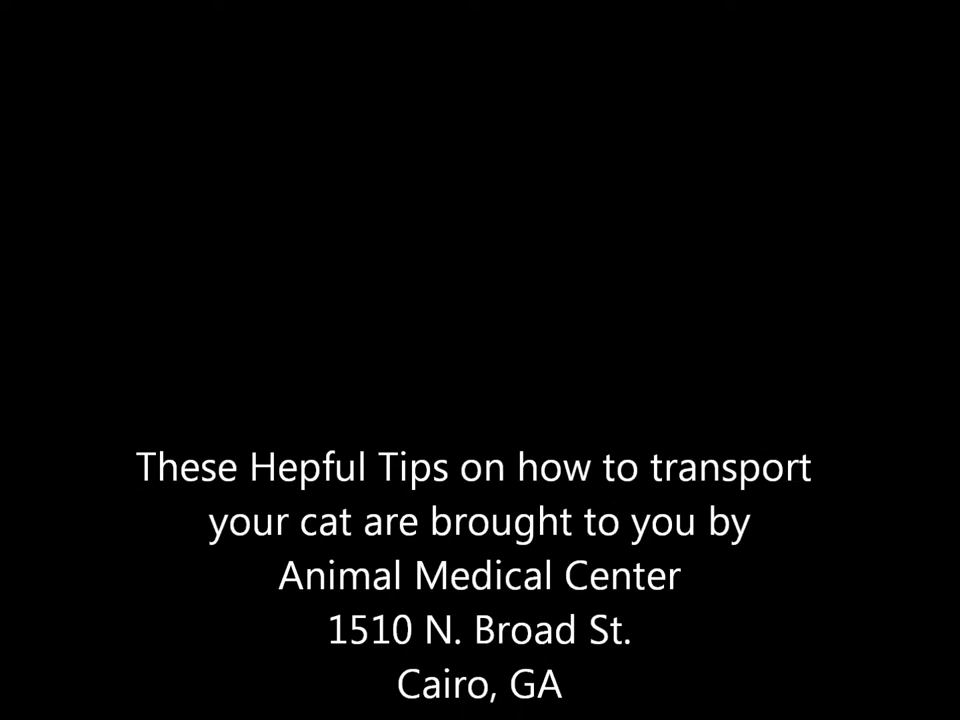 These Hepful Tips on how to transport
your cat are brought to you by
Animal Medical Center
1510 N. Broad St.
Cairo, GA